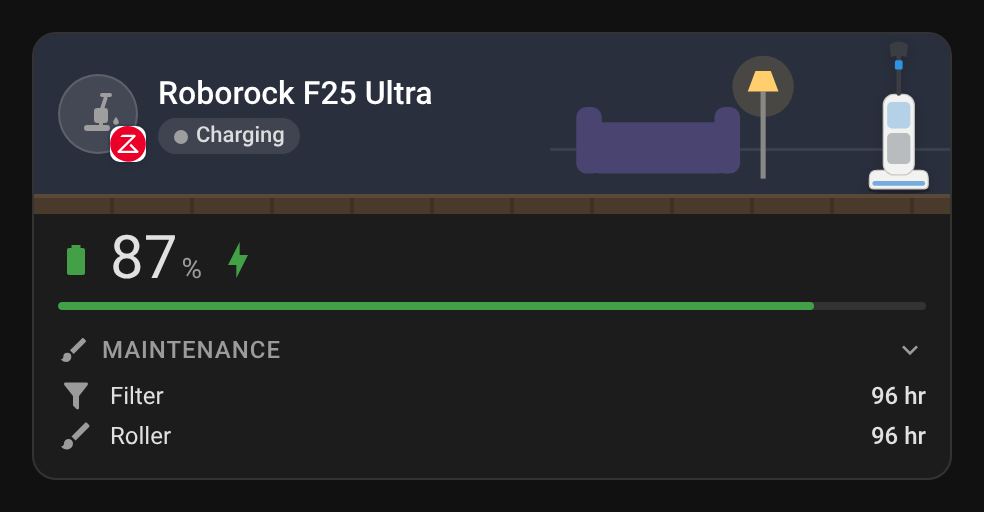 Roborock F25 Ultra
Charging
87%
MAINTENANCE
Filter 96 hr
Roller 96 hr